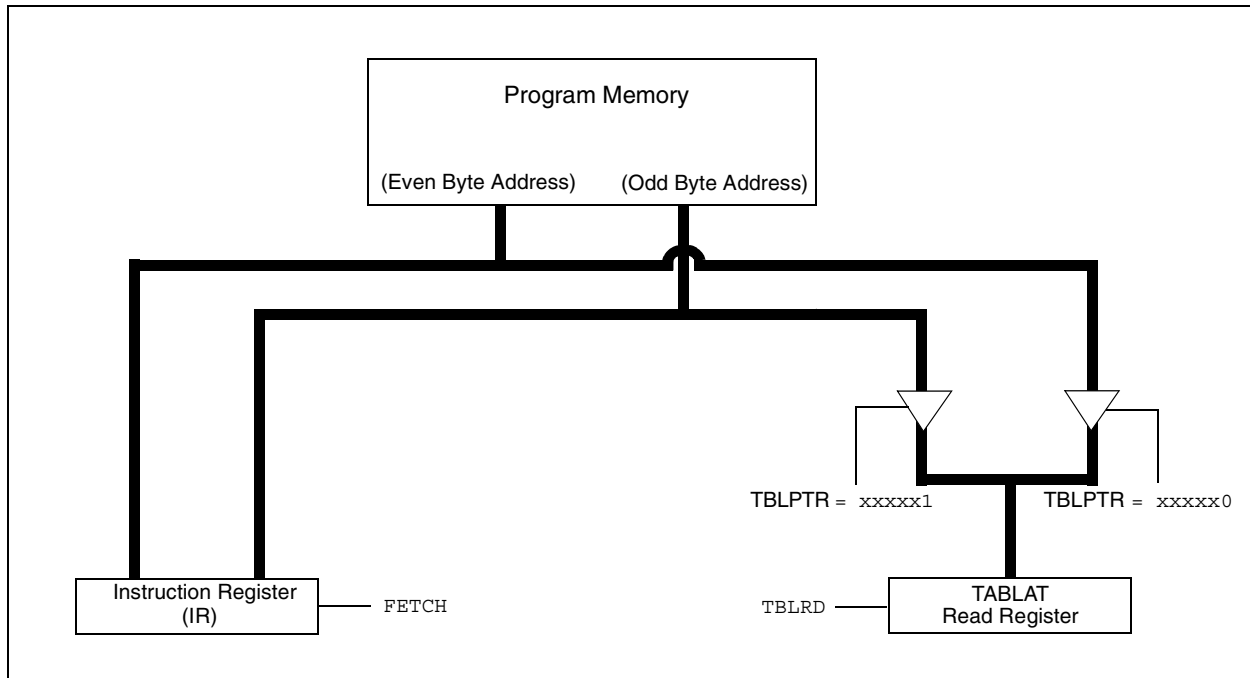 Program Memory
(Even Byte Address) (Odd Byte Address)
TBLPTR = xxxxx1 TBLPTR = xxxxx0
Instruction Register
(IR)
FETCH
TBLRD
TABLAT
Read Register